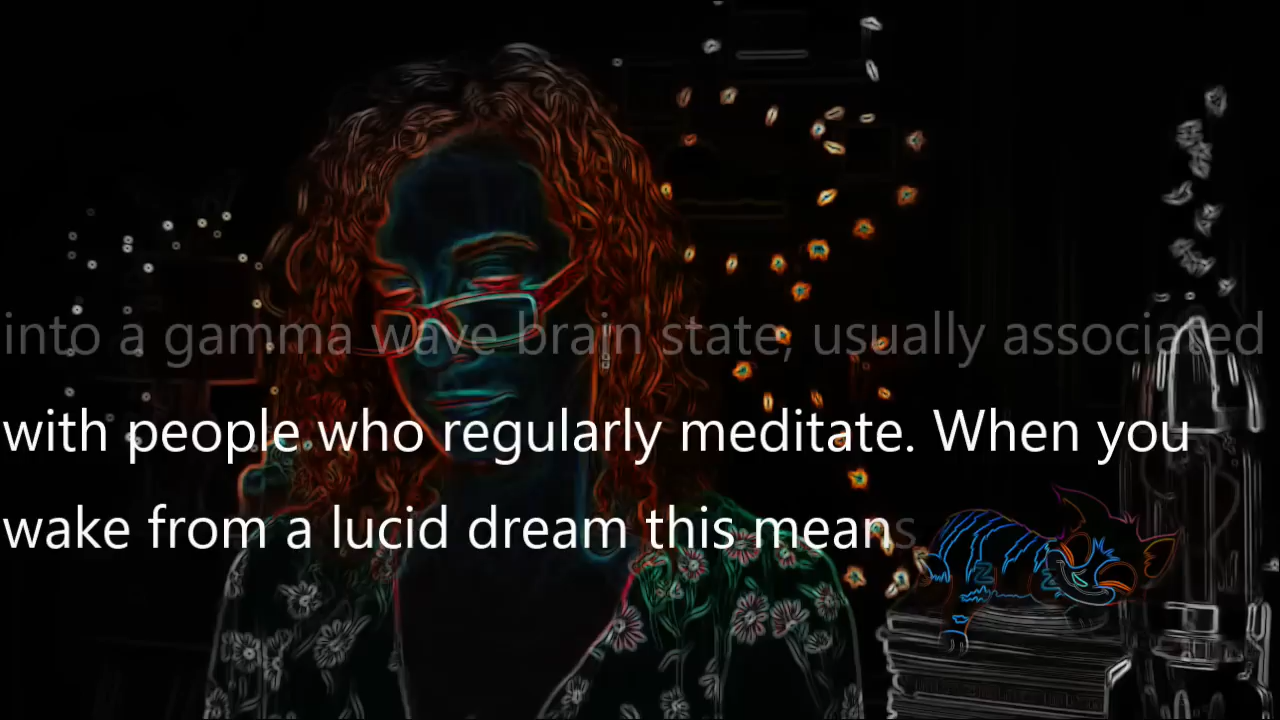 into a gamma wave brain state, usually associated
with people who regularly meditate. When you
wake from a lucid dream this means
Z Z